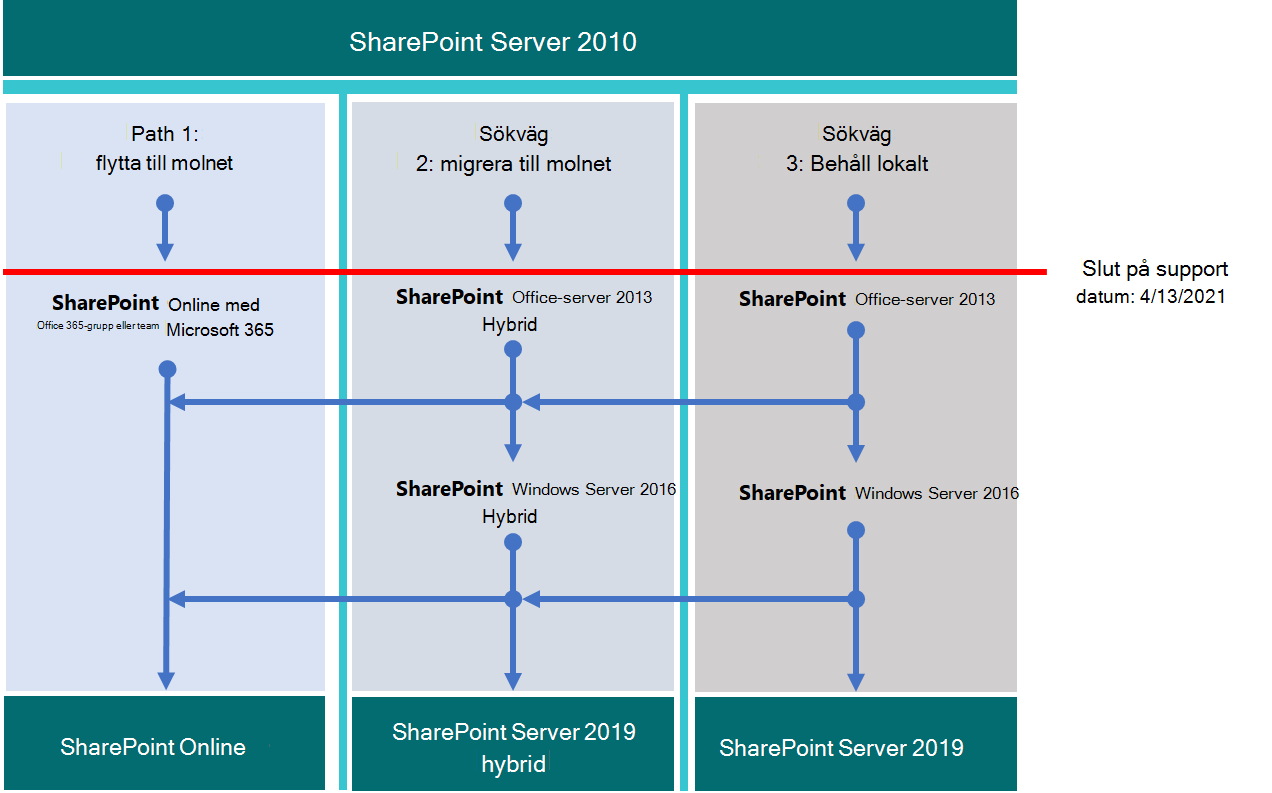 SharePoint Server 2010
Path 1:
flytta till molnet
Sökväg
2: migrera till molnet
Sökväg
3: Behåll lokalt
Slut på support
datum: 4/13/2021
SharePoint Online med
Office 365-grupp eller team Microsoft 365
SharePoint Office-server 2013
Hybrid
SharePoint Office-server 2013
SharePoint Windows Server 2016
Hybrid
SharePoint Windows Server 2016
SharePoint Online
SharePoint Server 2019
hybrid
SharePoint Server 2019